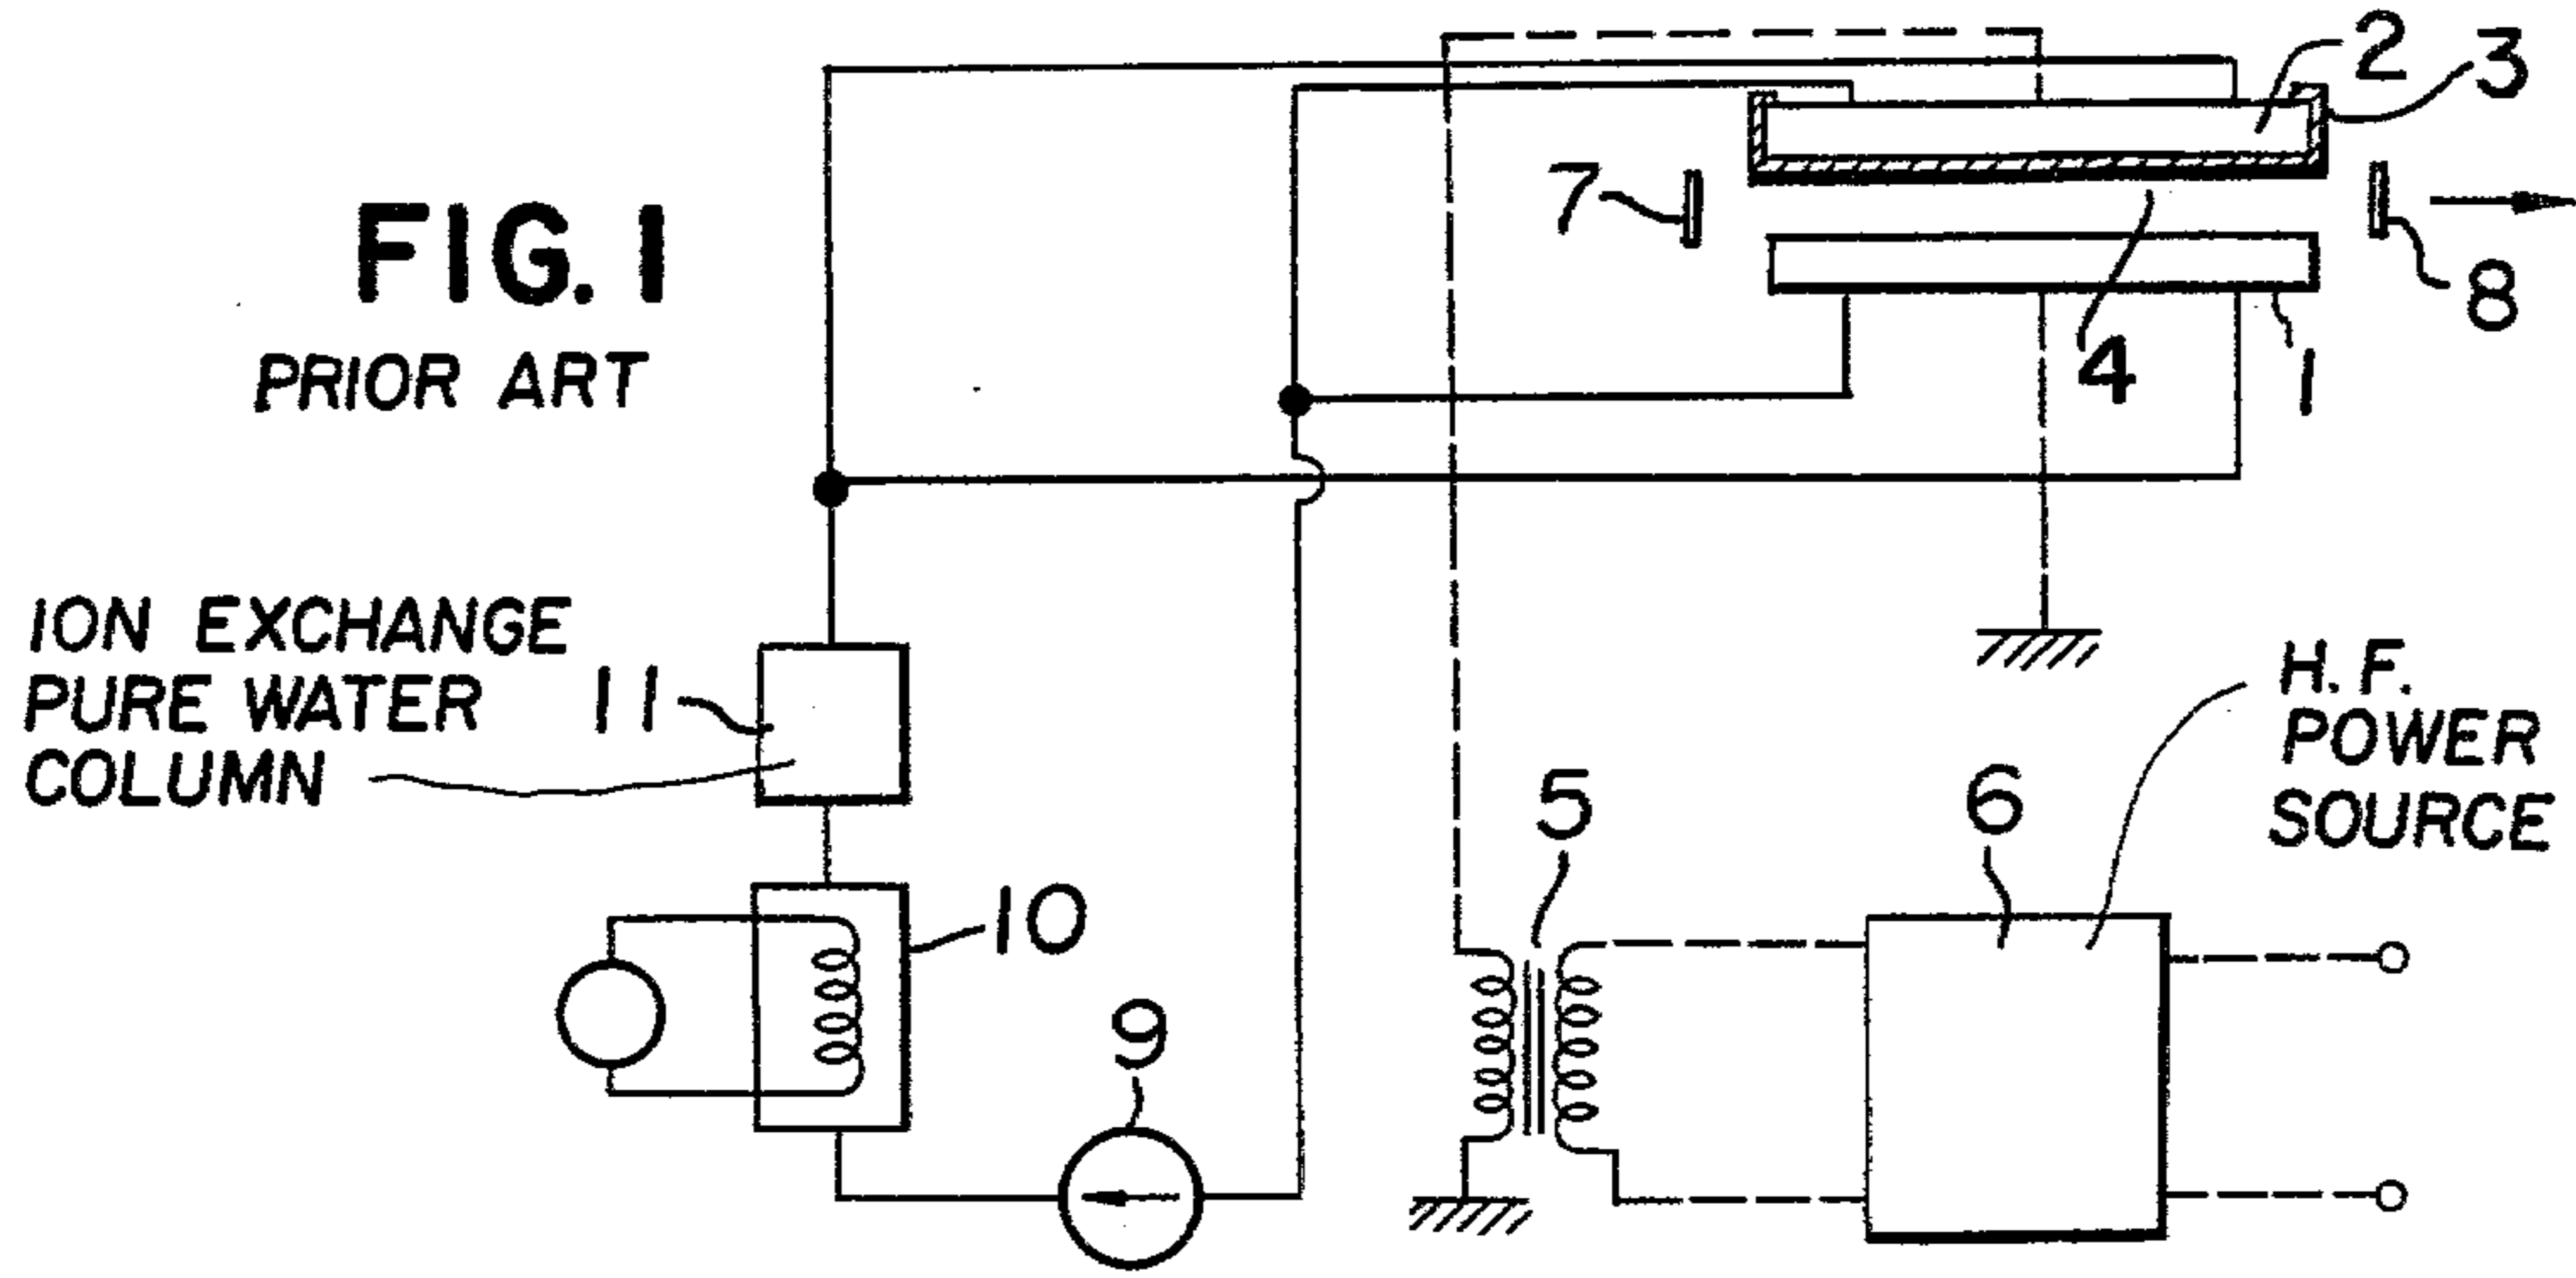 2
3
7
FIG. 1
8
4
1
PRIOR ART
ION EXCHANGE
PURE WATER
COLUMN
11
H. F.
POWER
SOURCE
5
6
10
9